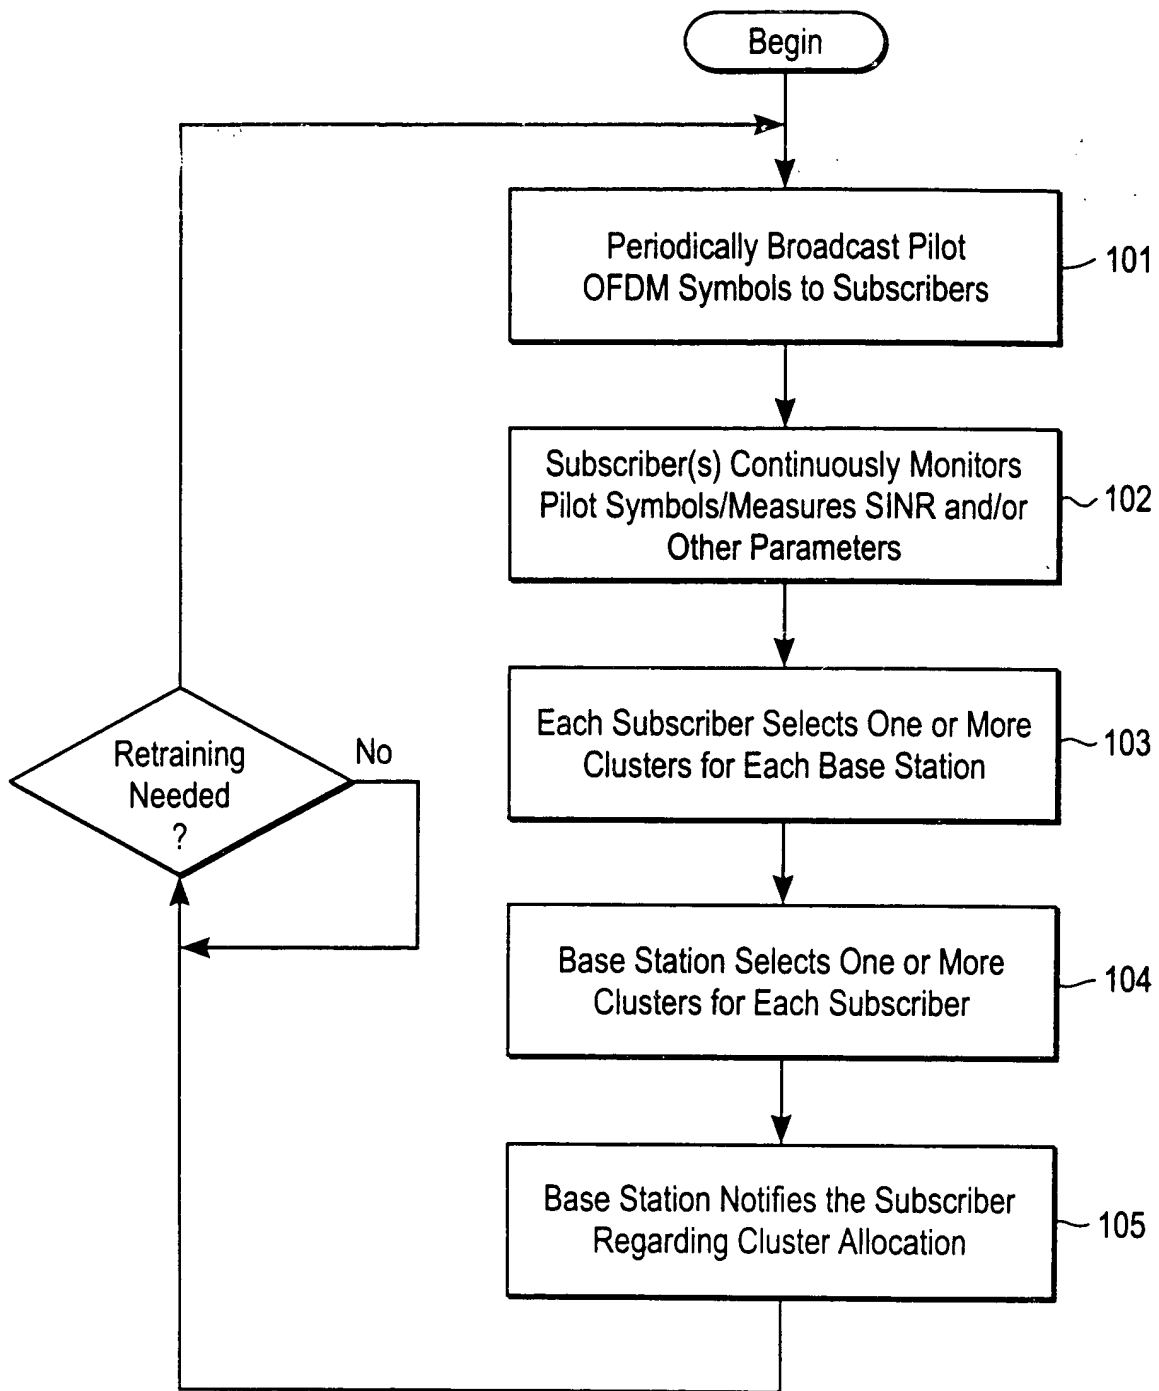 Begin
Periodically Broadcast Pilot
OFDM Symbols to Subscribers
101
Subscriber(s) Continuously Monitors
Pilot Symbols/Measures SINR and/or
Other Parameters
102
Each Subscriber Selects One or More
Clusters for Each Base Station
103
Retraining
Needed
?
No
Base Station Selects One or More
Clusters for Each Subscriber
104
Base Station Notifies the Subscriber
Regarding Cluster Allocation
105